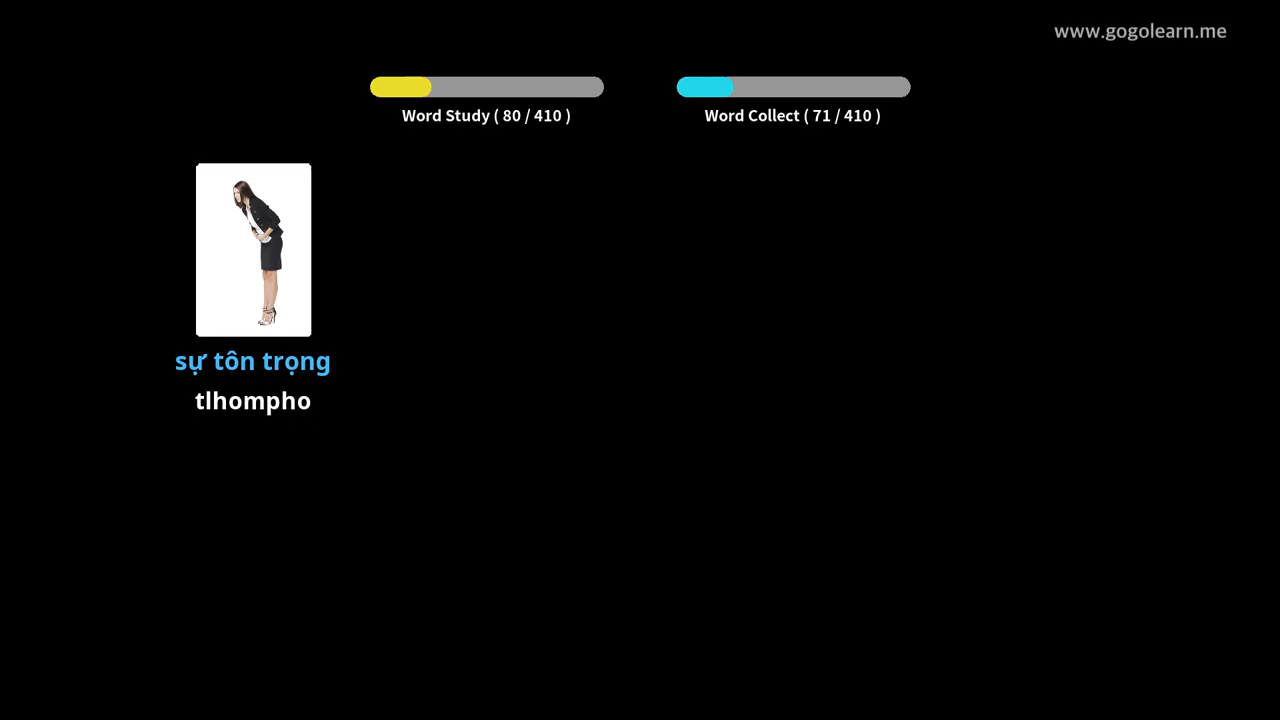 www.gogolearn.me
Word Study ( 80 / 410 )
Word Collect ( 71 / 410 )
sự tôn trọng
tlhompho